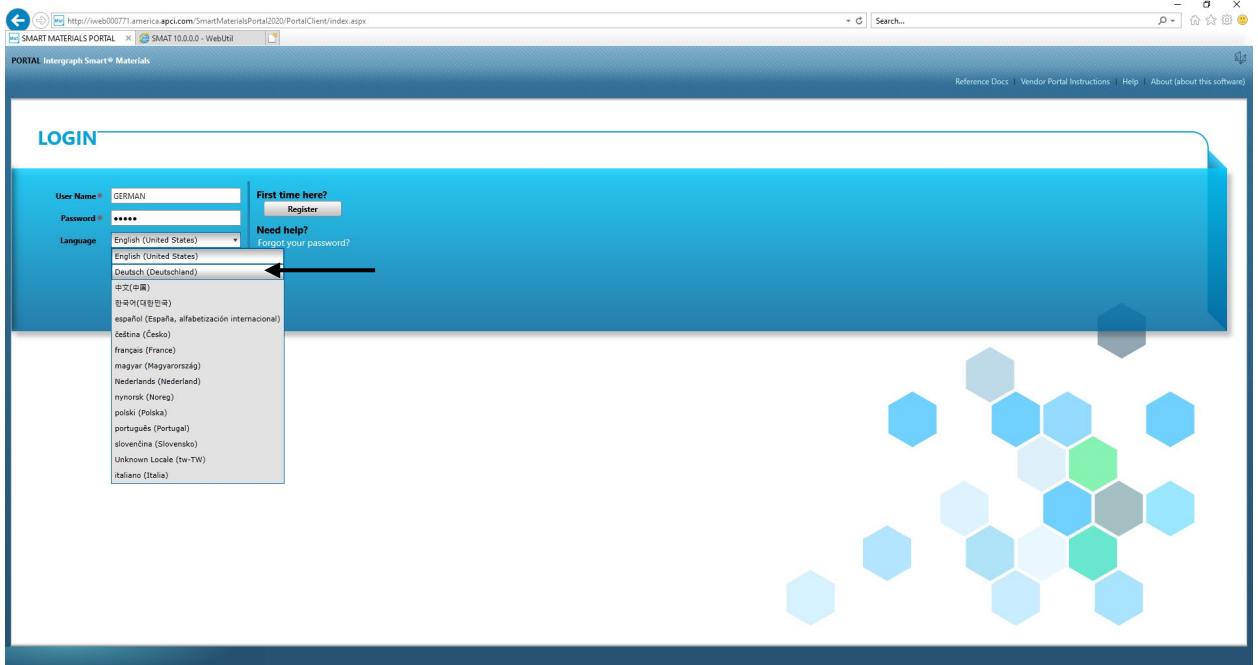 http://iweb000771.america.apci.com/SmartMaterialsPortal2020/PortalClient/index.aspx
Search...
SMART MATERIALS PORTAL
SMAT 10.0.0.0 - WebUtil
PORTAL Intergraph Smart® Materials
Reference Docs | Vendor Portal Instructions | Help | About (about this software)
LOGIN
User Name * GERMAN
First time here?
Register
Password * •••••
Need help?
Language English (United States)
Forgot your password?
English (United States)
Deutsch (Deutschland)
中文(中國)
한국어(대한민국)
español (España, alfabetización internacional)
čeština (Česko)
français (France)
magyar (Magyarország)
Nederlands (Nederland)
nynorsk (Noreg)
polski (Polska)
português (Portugal)
slovenčina (Slovensko)
Unknown Locale (tw-TW)
italiano (Italia)